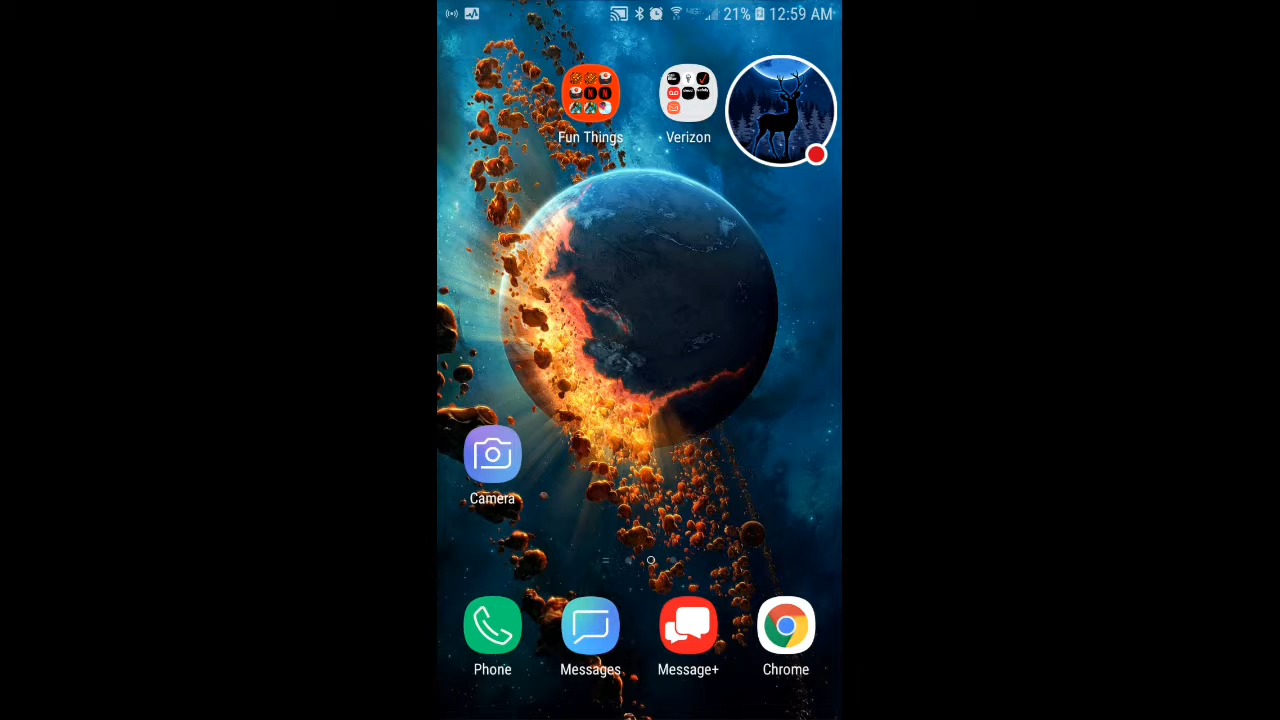 21% 12:59 AM
Fun Things
Verizon
Camera
Phone
Messages
Message+
Chrome